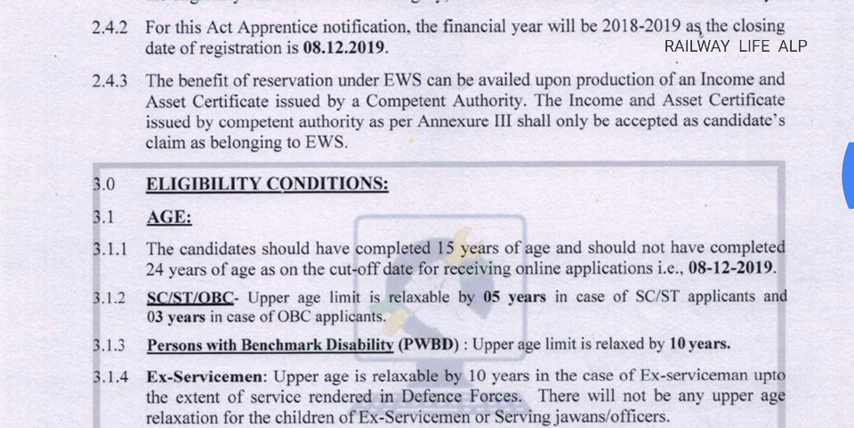 2.4.2 For this Act Apprentice notification, the financial year will be 2018-2019 as the closing
date of registration is 08.12.2019.
RAILWAY LIFE ALP
2.4.3 The benefit of reservation under EWS can be availed upon production of an Income and
Asset Certificate issued by a Competent Authority. The Income and Asset Certificate
issued by competent authority as per Annexure III shall only be accepted as candidate's
claim as belonging to EWS.
3.0 ELIGIBILITY CONDITIONS:
3.1 AGE:
3.1.1 The candidates should have completed 15 years of age and should not have completed
24 years of age as on the cut-off date for receiving online applications i.e., 08-12-2019.
3.1.2 SC/ST/OBC- Upper age limit is relaxable by 05 years in case of SC/ST applicants and
03 years in case of OBC applicants.
3.1.3 Persons with Benchmark Disability (PWBD) : Upper age limit is relaxed by 10 years.
3.1.4 Ex-Servicemen: Upper age is relaxable by 10 years in the case of Ex-serviceman upto
the extent of service rendered in Defence Forces. There will not be any upper age
relaxation for the children of Ex-Servicemen or Serving jawans/officers.